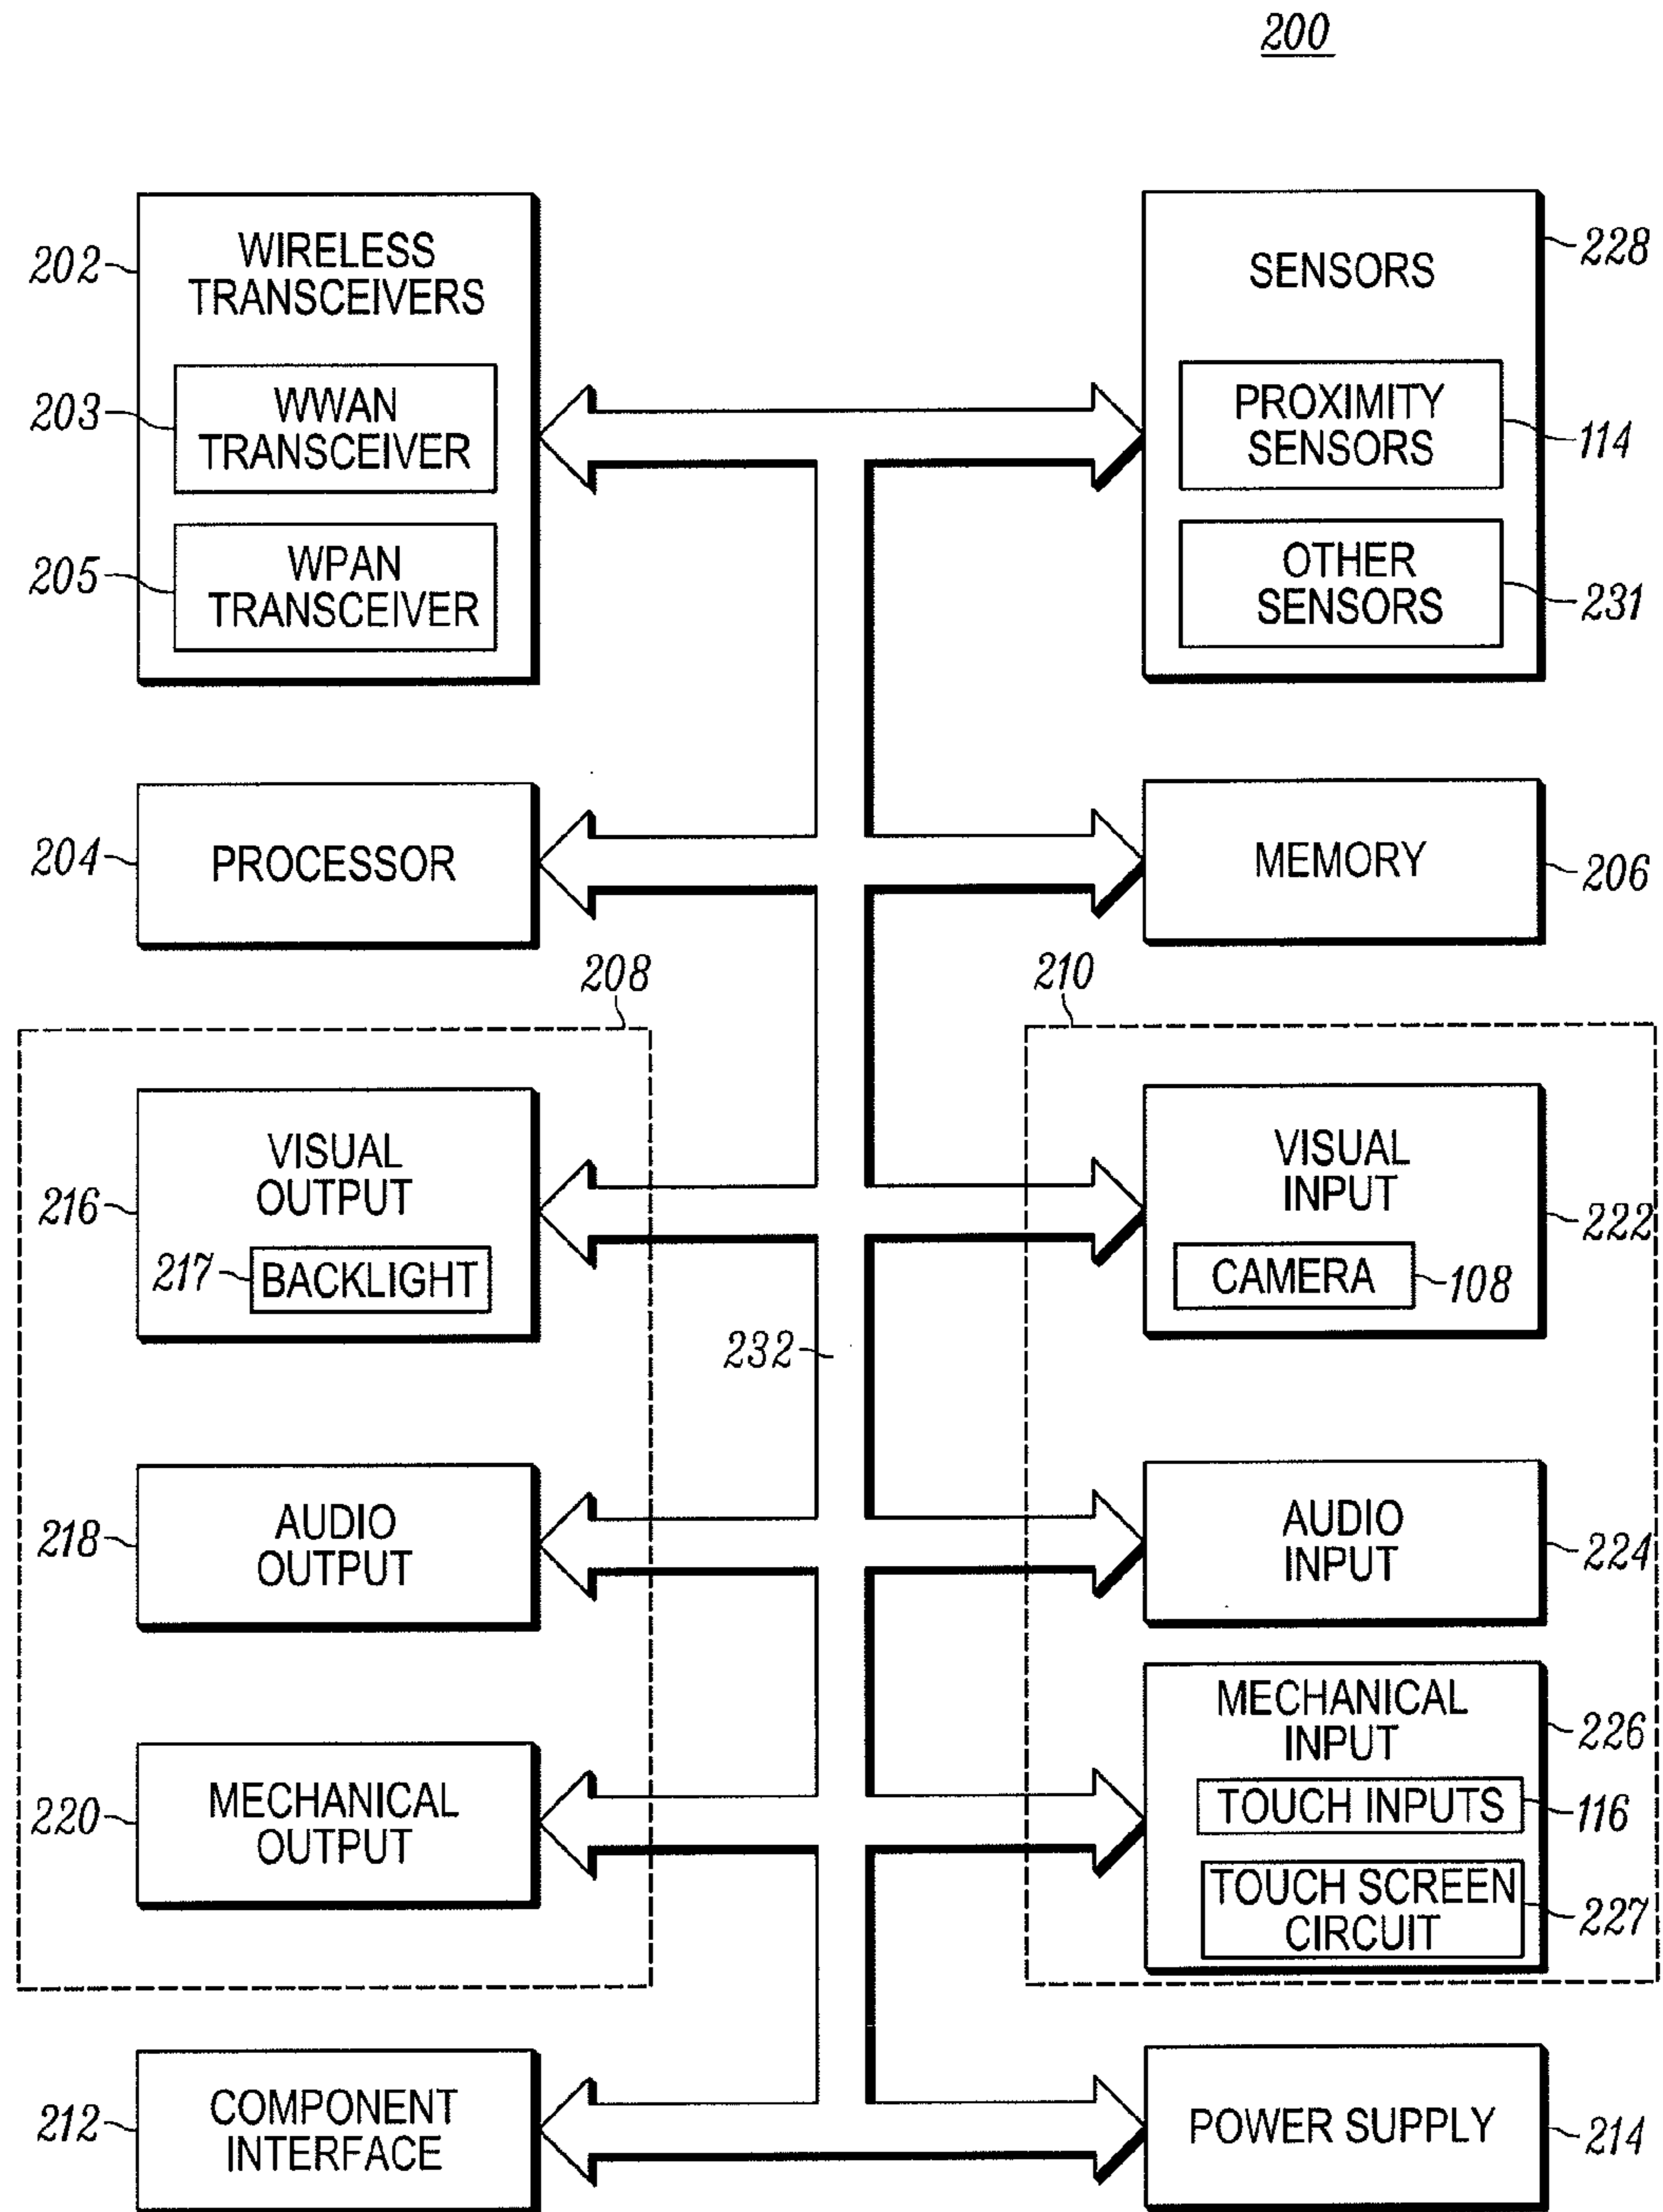 200
202
WIRELESS
TRANSCEIVERS
203
WWAN
TRANSCEIVER
205
WPAN
TRANSCEIVER
SENSORS
228
PROXIMITY
SENSORS
114
OTHER
SENSORS
231
204
PROCESSOR
MEMORY
206
208
210
216
VISUAL
OUTPUT
217
BACKLIGHT
VISUAL
INPUT
222
CAMERA
108
232
218
AUDIO
OUTPUT
AUDIO
INPUT
224
220
MECHANICAL
OUTPUT
MECHANICAL
INPUT
226
TOUCH INPUTS
116
TOUCH SCREEN
CIRCUIT
227
212
COMPONENT
INTERFACE
POWER SUPPLY
214